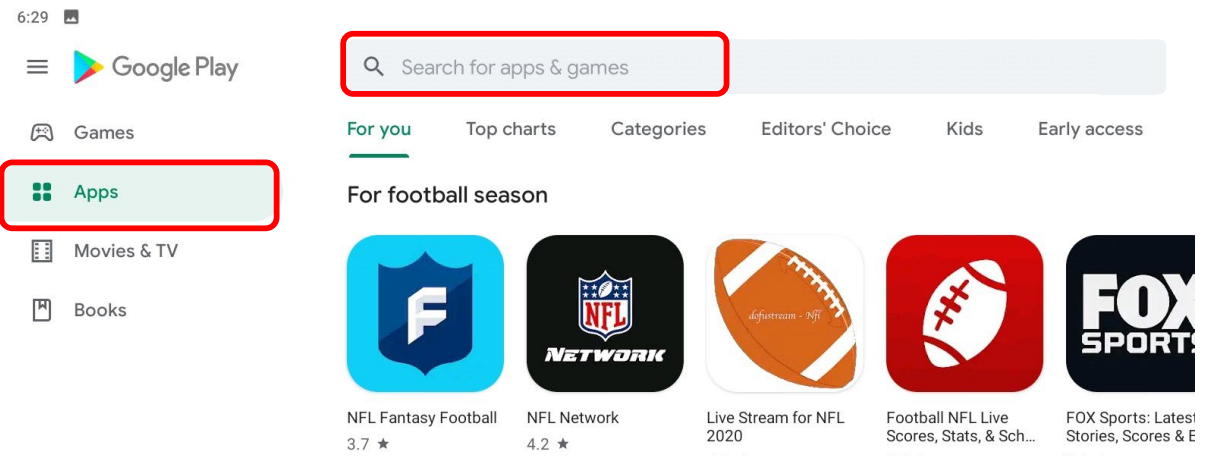 6:29
Google Play
Search for apps & games
Games
Apps
Movies & TV
Books
For you Top charts Categories Editors' Choice Kids Early access
For football season
F
NFL
NETWORK
dofustream - Nfl
FOX
SPORTS
NFL Fantasy Football
3.7 ★
NFL Network
4.2 ★
Live Stream for NFL
2020
Football NFL Live
Scores, Stats, & Sch...
FOX Sports: Latest
Stories, Scores & E